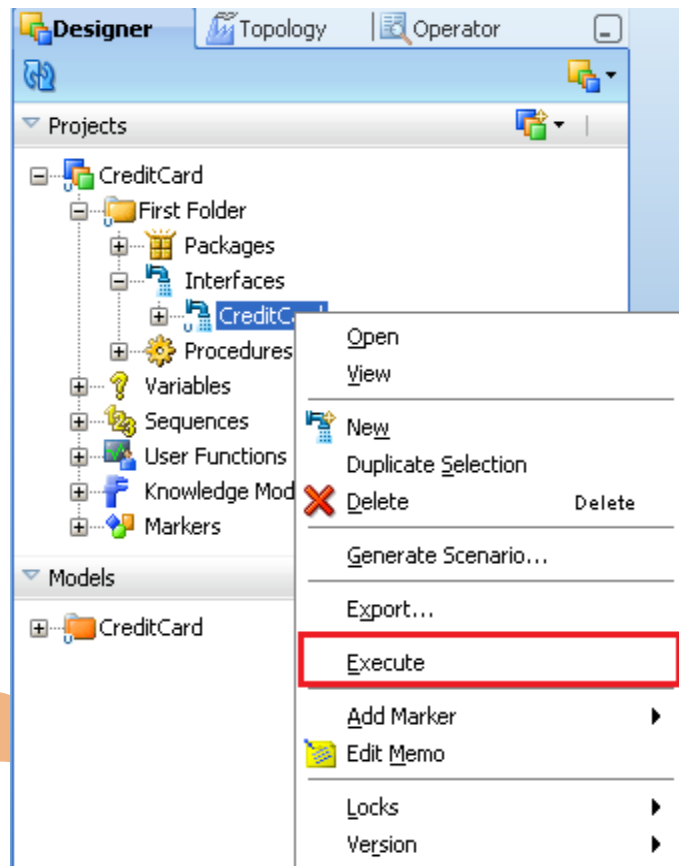 Designer Topology Operator
Projects
CreditCard
First Folder
Packages
Interfaces
CreditC
Procedures
Variables
Sequences
User Functions
Knowledge Mod
Markers
Models
CreditCard
Open
View
New
Duplicate Selection
Delete Delete
Generate Scenario...
Export...
Execute
Add Marker
Edit Memo
Locks
Version